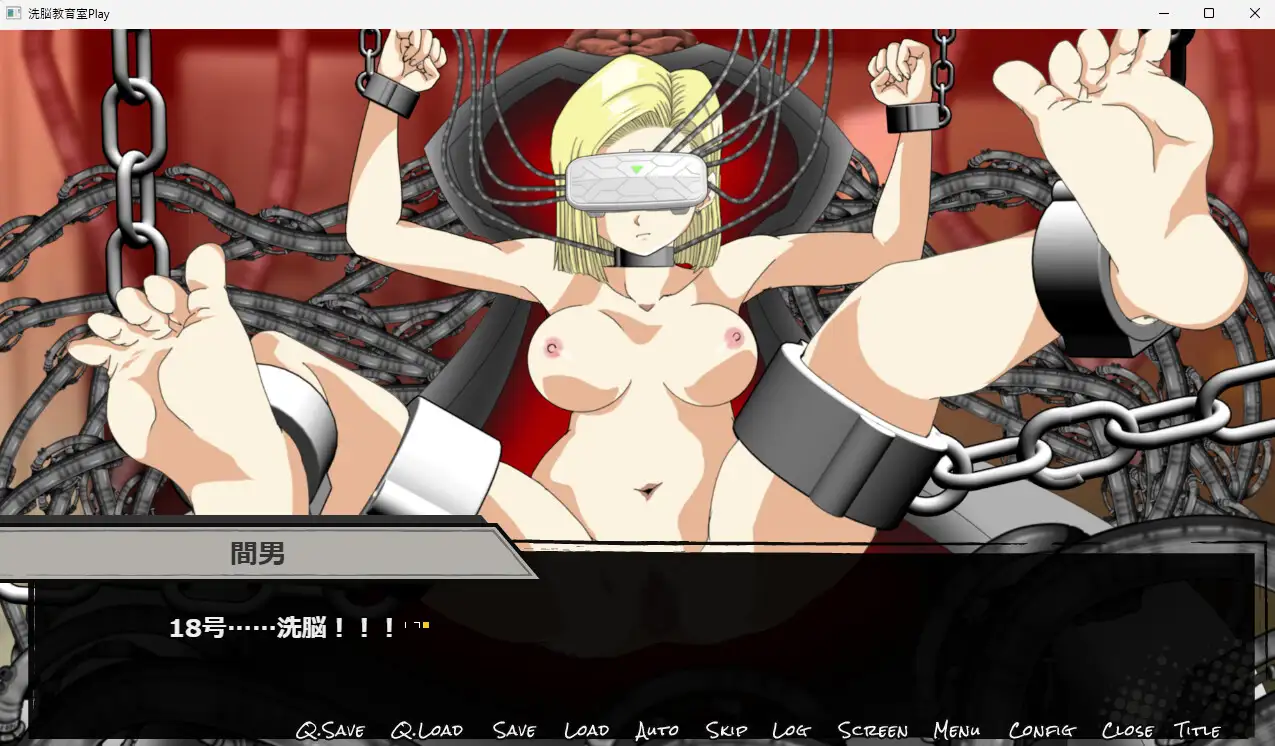 洗脳教育室Play
間男
18号……洗脳！！！
Q.SAVE Q.LOAD SAVE LOAD AUTO SKIP LOG SCREEN MENU CONFIG CLOSE TITLE